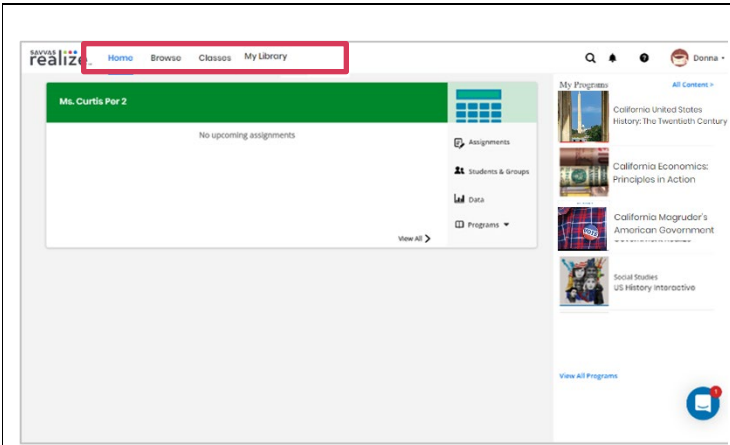 SAVVAS
realize
Home Browse Classes My Library
Donna
Ms. Curtis Per 2
No upcoming assignments
Assignments
Students & Groups
Data
Programs
View All
My Programs
All Content >
California United States
History: The Twentieth Century
California Economics:
Principles in Action
California Magruder's
American Government
VOTE
Social Studies
US History Interactive
View All Programs
1